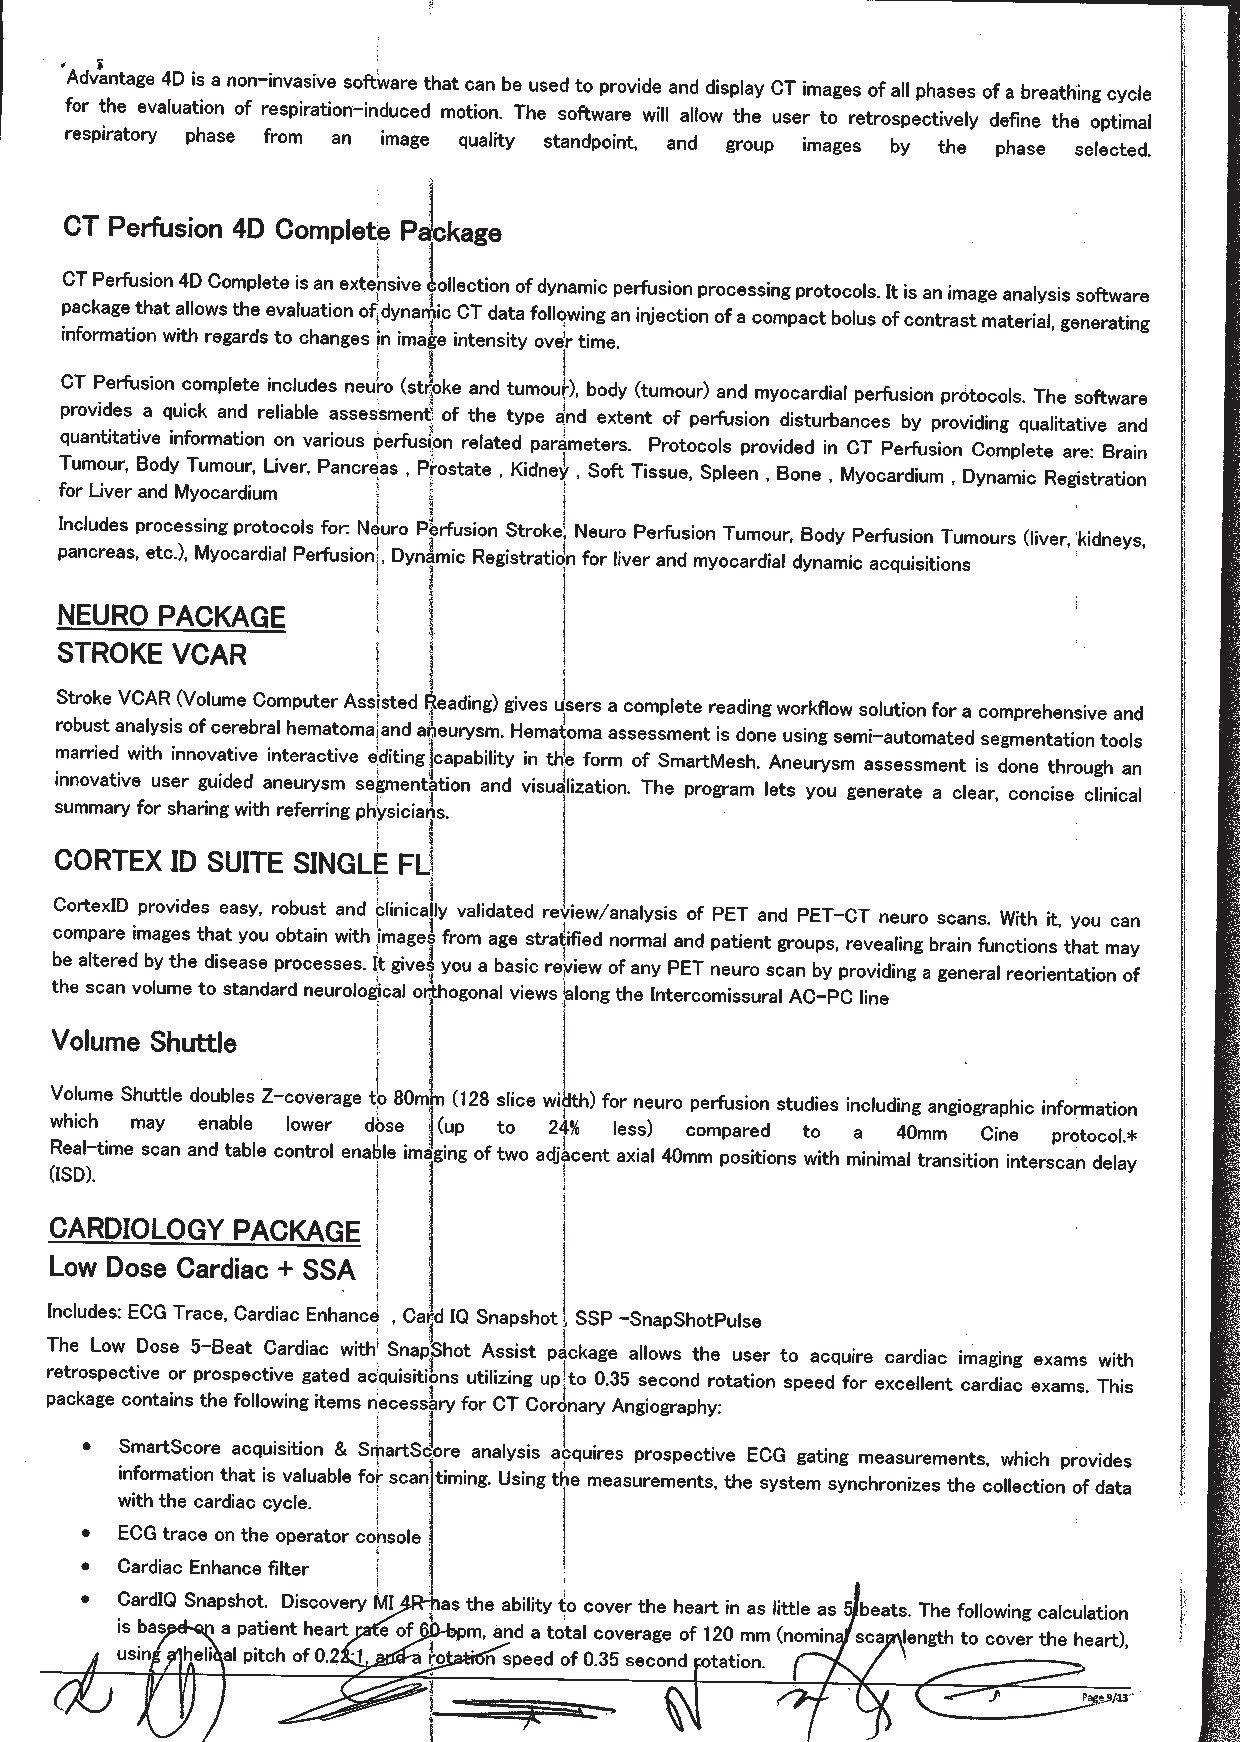 Advantage 4D is a non-invasive software that can be used to provide and display CT images of all phases of a breathing cycle
for the evaluation of respiration-induced motion. The software will allow the user to retrospectively define the optimal
respiratory phase from an image quality standpoint, and group images by the phase selected.
CT Perfusion 4D Complete Package
CT Perfusion 4D Complete is an extensive collection of dynamic perfusion processing protocols. It is an image analysis software
package that allows the evaluation of dynamic CT data following an injection of a compact bolus of contrast material, generating
information with regards to changes in image intensity over time.
CT Perfusion complete includes neuro (stroke and tumour), body (tumour) and myocardial perfusion protocols. The software
provides a quick and reliable assessment of the type and extent of perfusion disturbances by providing qualitative and
quantitative information on various perfusion related parameters. Protocols provided in CT Perfusion Complete are: Brain
Tumour, Body Tumour, Liver, Pancreas , Prostate , Kidney , Soft Tissue, Spleen , Bone , Myocardium , Dynamic Registration
for Liver and Myocardium
Includes processing protocols for: Neuro Perfusion Stroke, Neuro Perfusion Tumour, Body Perfusion Tumours (liver, kidneys,
pancreas, etc.), Myocardial Perfusion , Dynamic Registration for liver and myocardial dynamic acquisitions
NEURO PACKAGE
STROKE VCAR
Stroke VCAR (Volume Computer Assisted Reading) gives users a complete reading workflow solution for a comprehensive and
robust analysis of cerebral hematoma and aneurysm. Hematoma assessment is done using semi-automated segmentation tools
married with innovative interactive editing capability in the form of SmartMesh. Aneurysm assessment is done through an
innovative user guided aneurysm segmentation and visualization. The program lets you generate a clear, concise clinical
summary for sharing with referring physicians.
CORTEX ID SUITE SINGLE FL
CortexID provides easy, robust and clinically validated review/analysis of PET and PET-CT neuro scans. With it, you can
compare images that you obtain with images from age stratified normal and patient groups, revealing brain functions that may
be altered by the disease processes. It gives you a basic review of any PET neuro scan by providing a general reorientation of
the scan volume to standard neurological orthogonal views along the Intercomissural AC-PC line
Volume Shuttle
Volume Shuttle doubles Z-coverage to 80mm (128 slice width) for neuro perfusion studies including angiographic information
which may enable lower dose (up to 24% less) compared to a 40mm Cine protocol.*
Real-time scan and table control enable imaging of two adjacent axial 40mm positions with minimal transition interscan delay
(ISD).
CARDIOLOGY PACKAGE
Low Dose Cardiac + SSA
Includes: ECG Trace, Cardiac Enhance , Card IQ Snapshot , SSP -SnapShotPulse
The Low Dose 5-Beat Cardiac with SnapShot Assist package allows the user to acquire cardiac imaging exams with
retrospective or prospective gated acquisitions utilizing up to 0.35 second rotation speed for excellent cardiac exams. This
package contains the following items necessary for CT Coronary Angiography:
• SmartScore acquisition & SmartScore analysis acquires prospective ECG gating measurements, which provides
information that is valuable for scan timing. Using the measurements, the system synchronizes the collection of data
with the cardiac cycle.
• ECG trace on the operator console
• Cardiac Enhance filter
• CardIQ Snapshot. Discovery MI 4R has the ability to cover the heart in as little as 5 beats. The following calculation
is based on a patient heart rate of 60 bpm, and a total coverage of 120 mm (nominal scan length to cover the heart),
using a helical pitch of 0.22:1, and a rotation speed of 0.35 second rotation.
Page 9/13